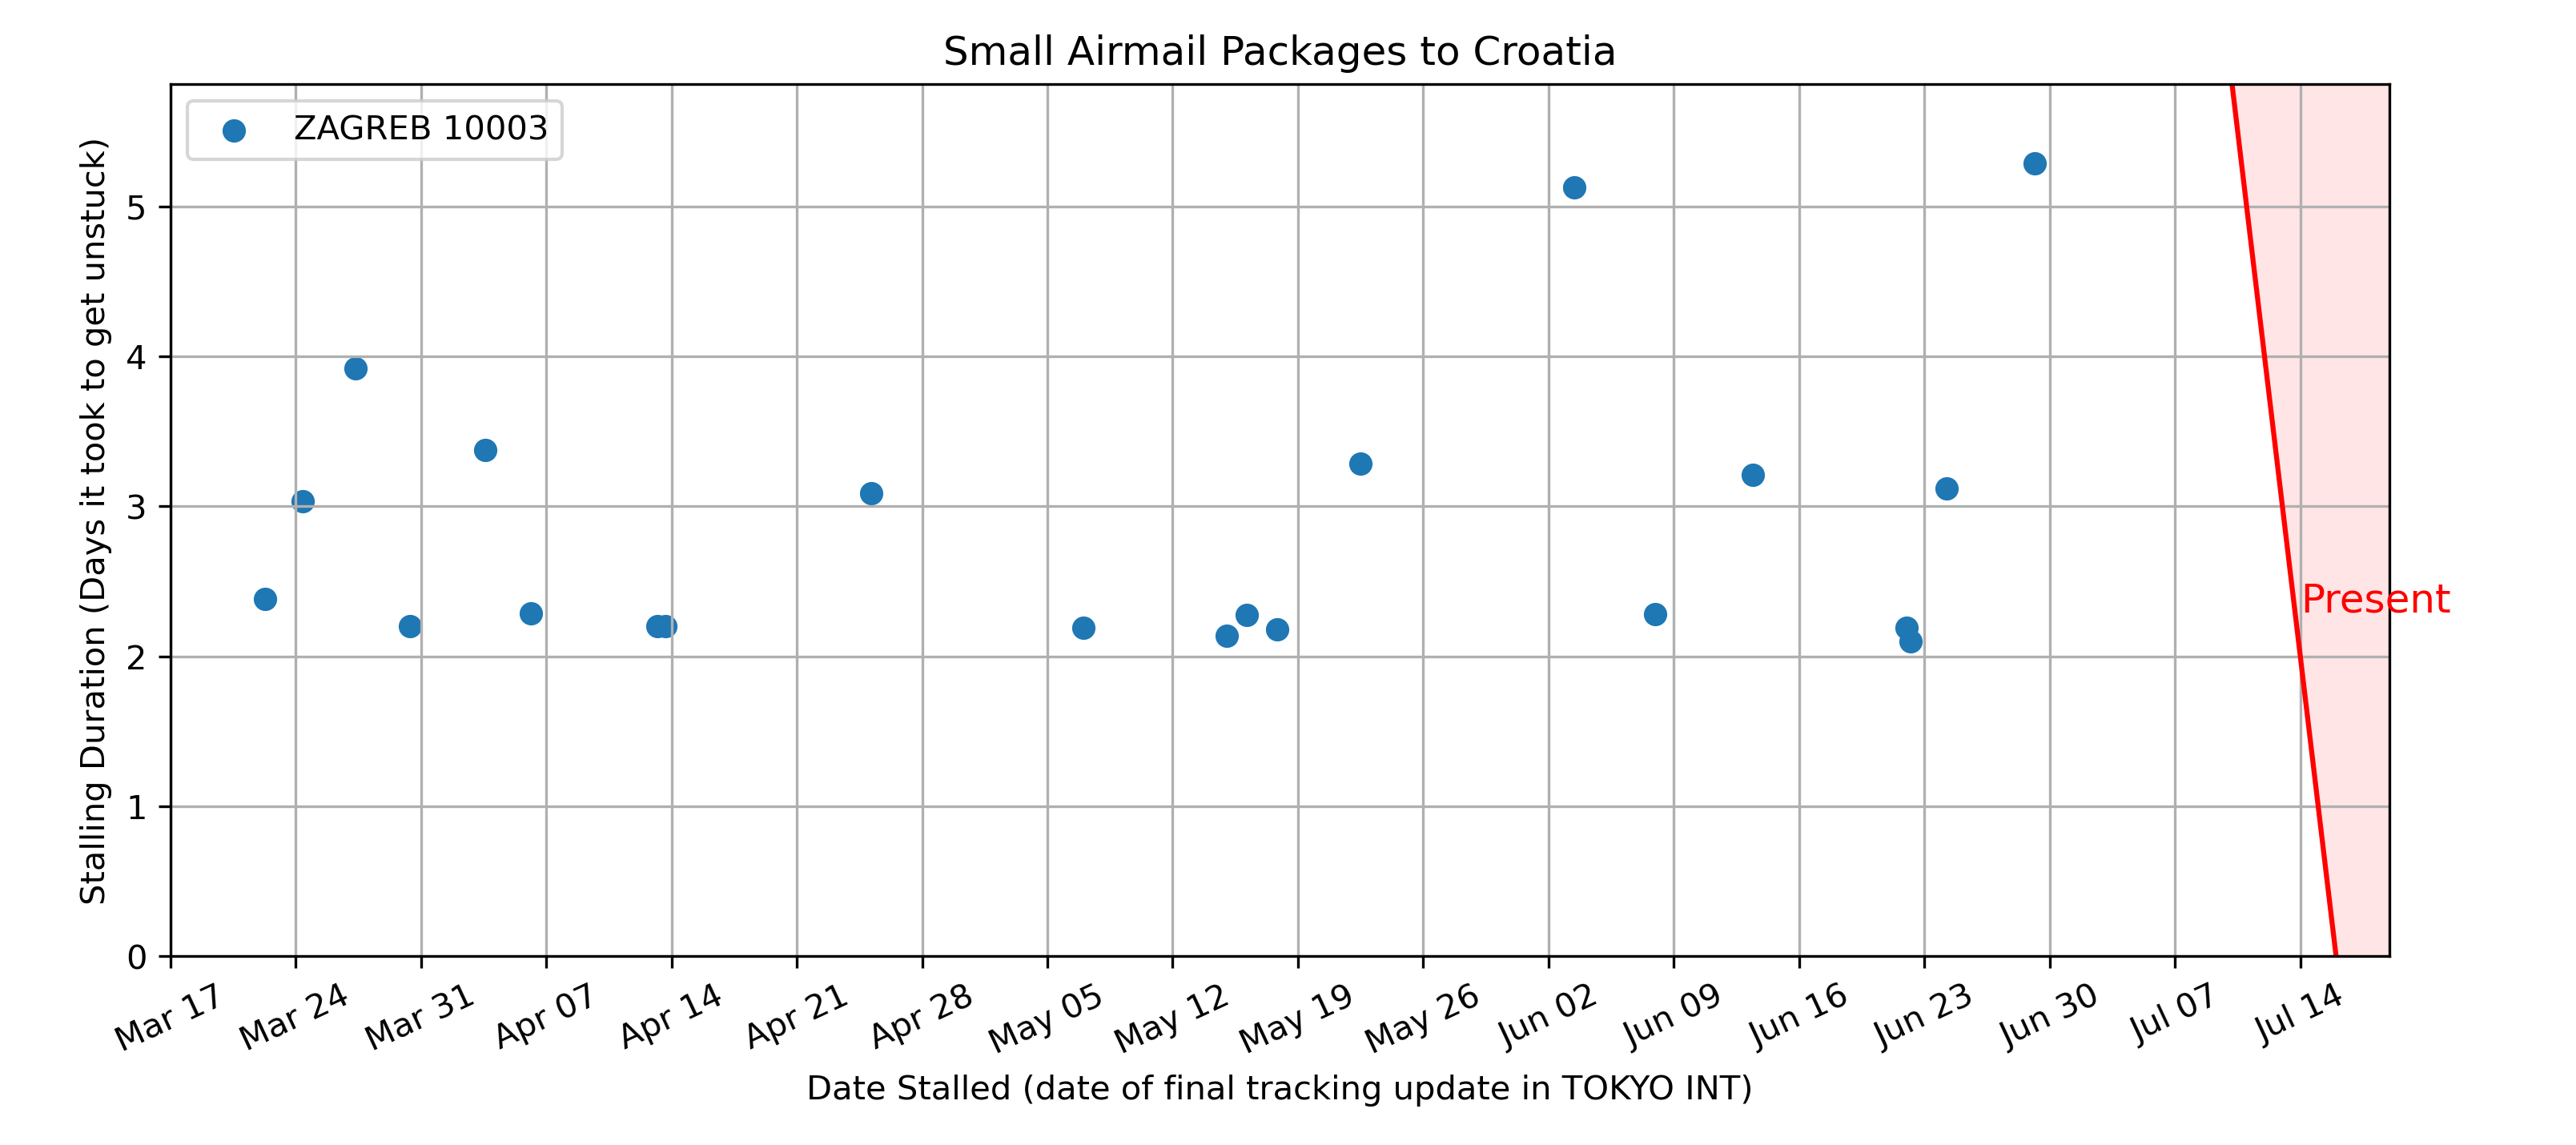 Small Airmail Packages to Croatia
ZAGREB 10003
Stalling Duration (Days it took to get unstuck)
5
4
3
2
1
0
Present
Mar 17
Mar 24
Mar 31
Apr 07
Apr 14
Apr 21
Apr 28
May 05
May 12
May 19
May 26
Jun 02
Jun 09
Jun 16
Jun 23
Jun 30
Jul 07
Jul 14
Date Stalled (date of final tracking update in TOKYO INT)